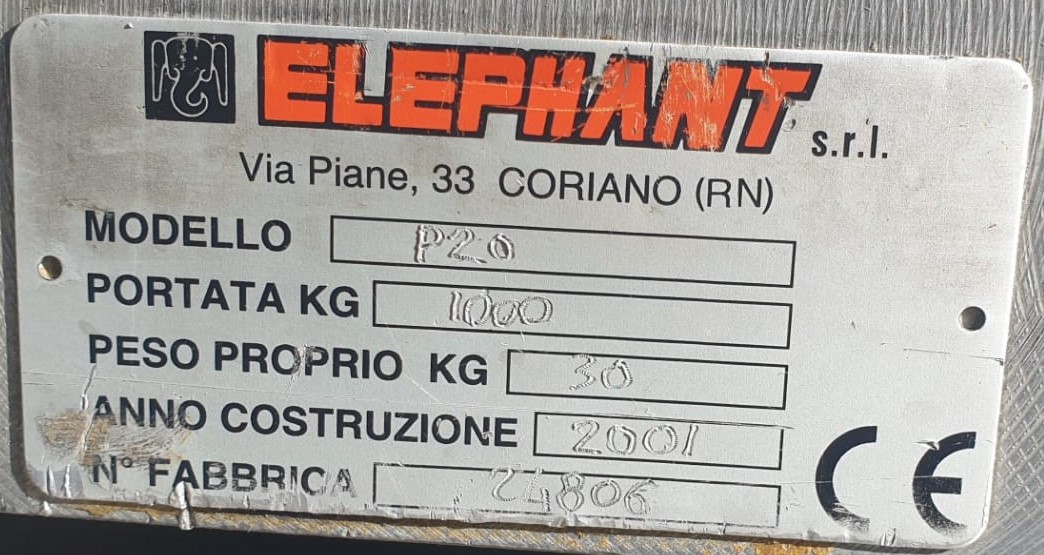 ELEPHANT s.r.l.
Via Piane, 33 CORIANO (RN)
MODELLO P20
PORTATA KG 1000
PESO PROPRIO KG 30
ANNO COSTRUZIONE 2001
N° FABBRICA 24806
CE